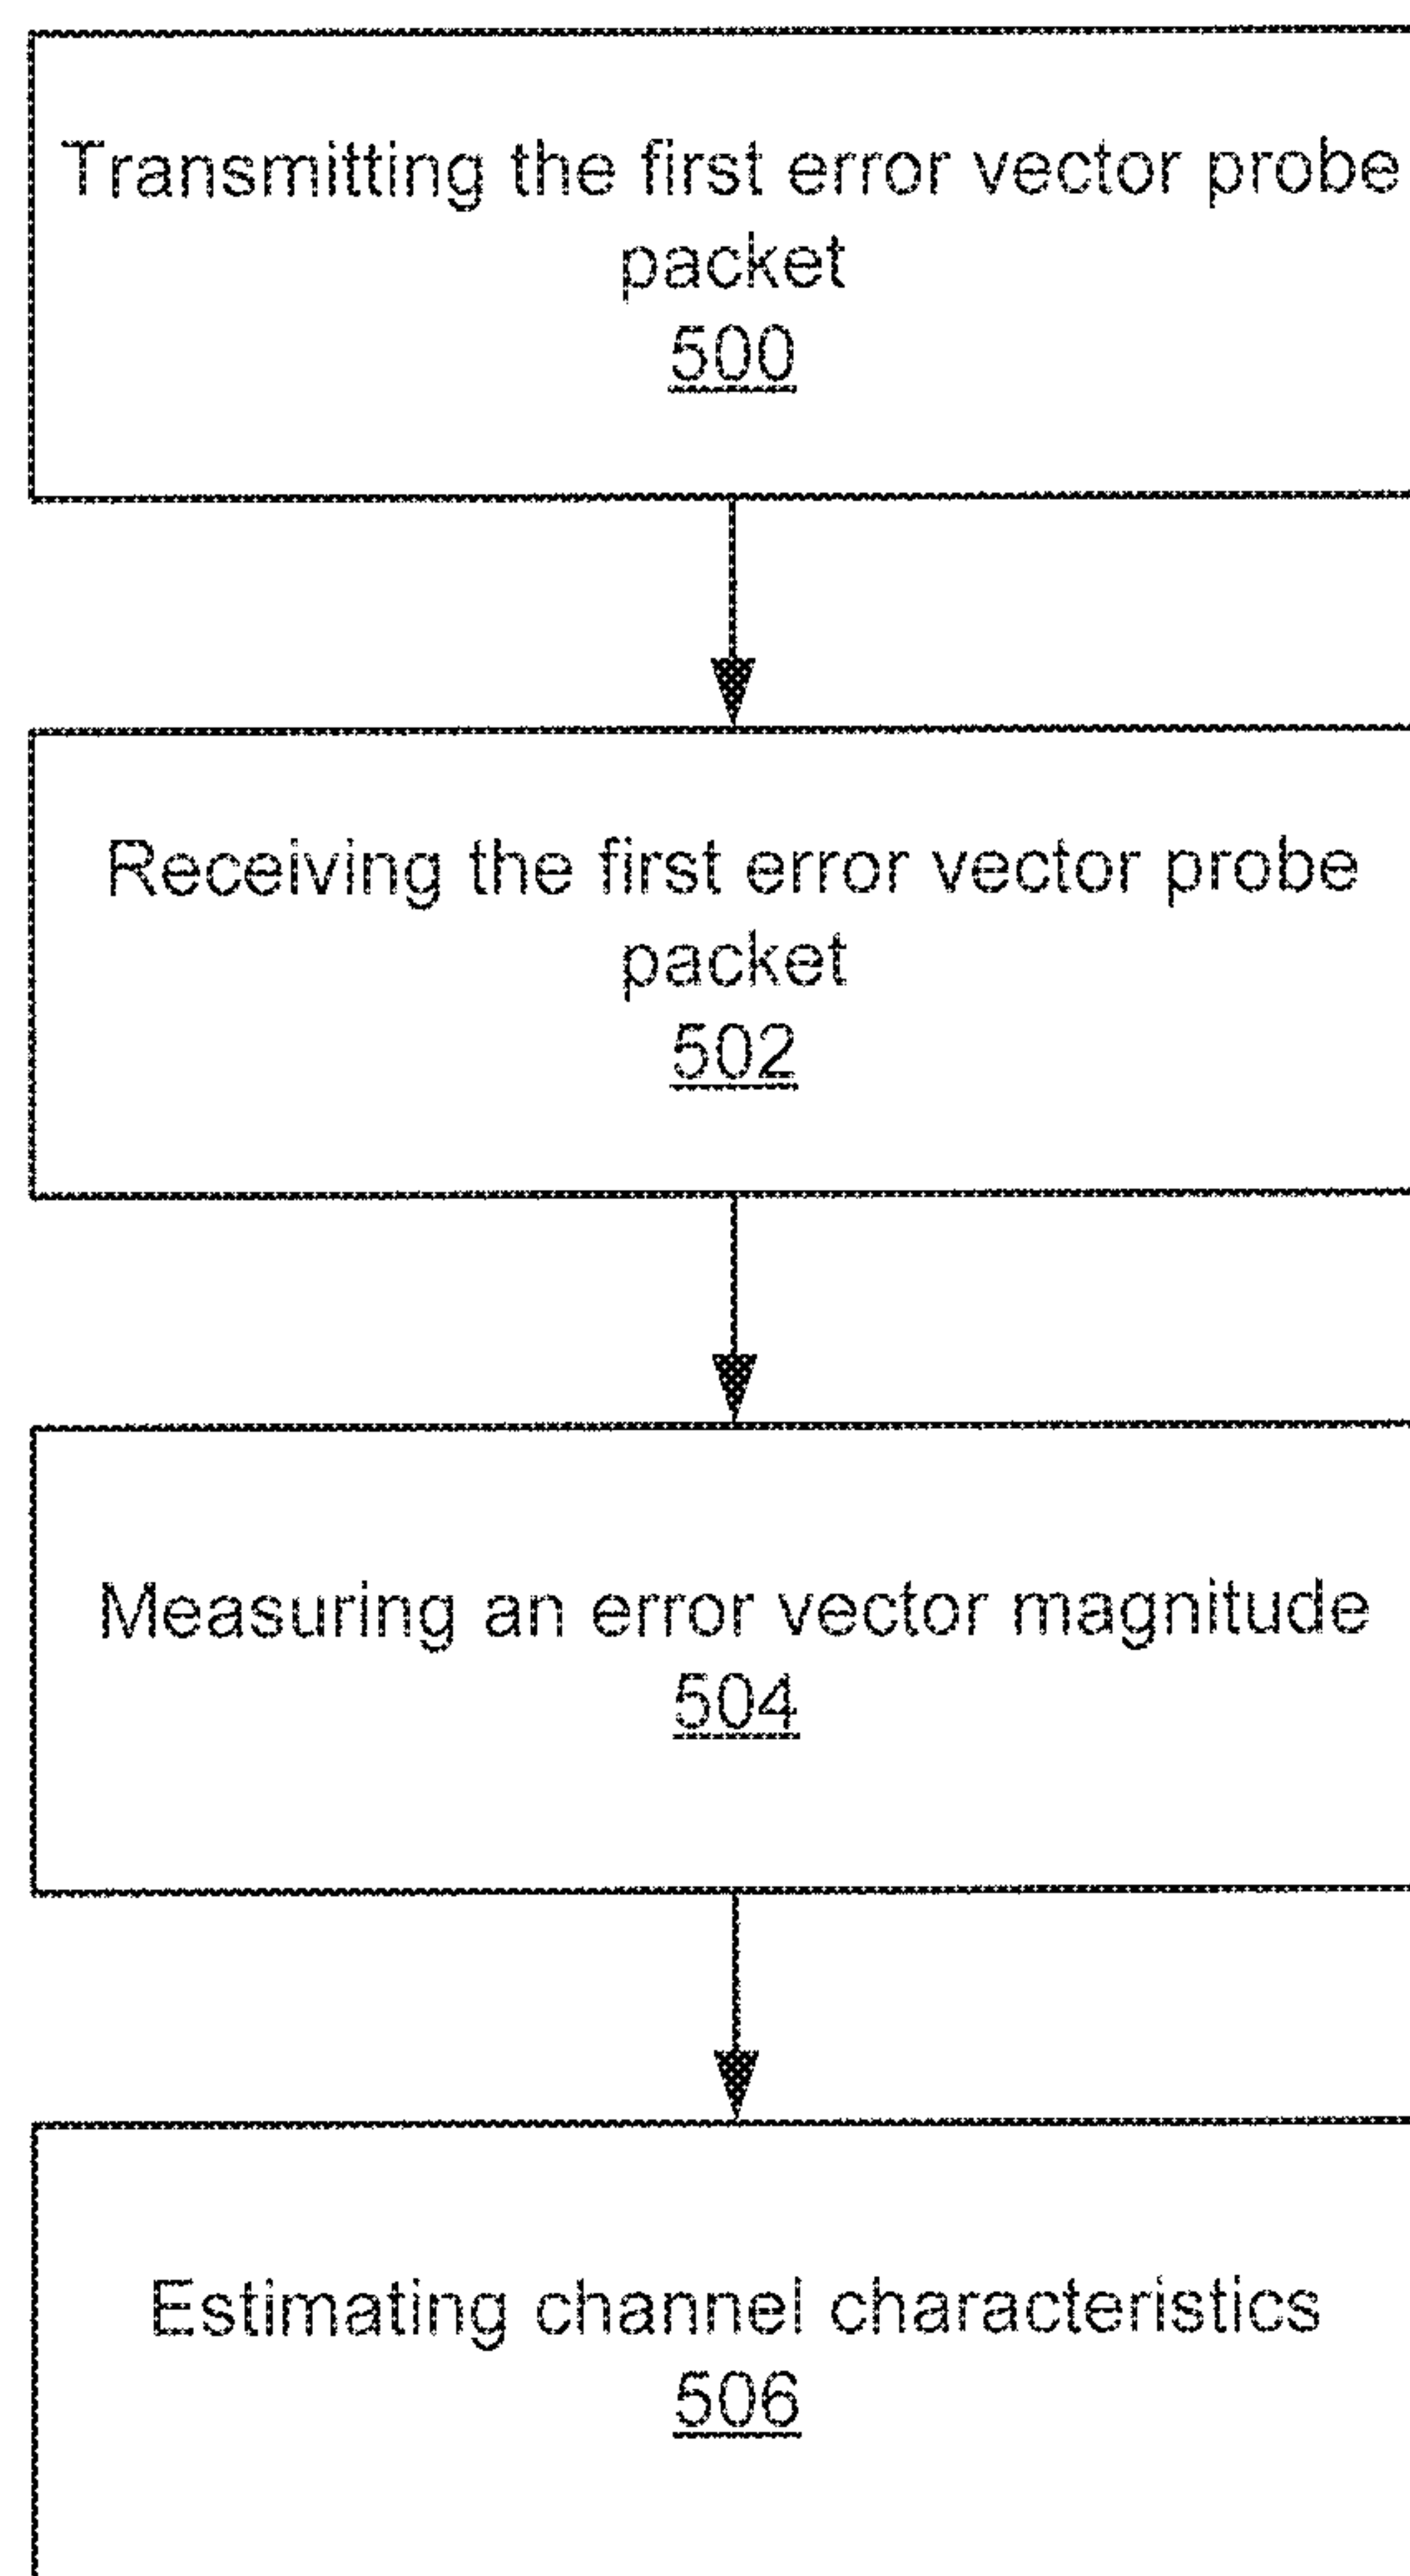 Transmitting the first error vector probe
packet
500
Receiving the first error vector probe
packet
502
Measuring an error vector magnitude
504
Estimating channel characteristics
506